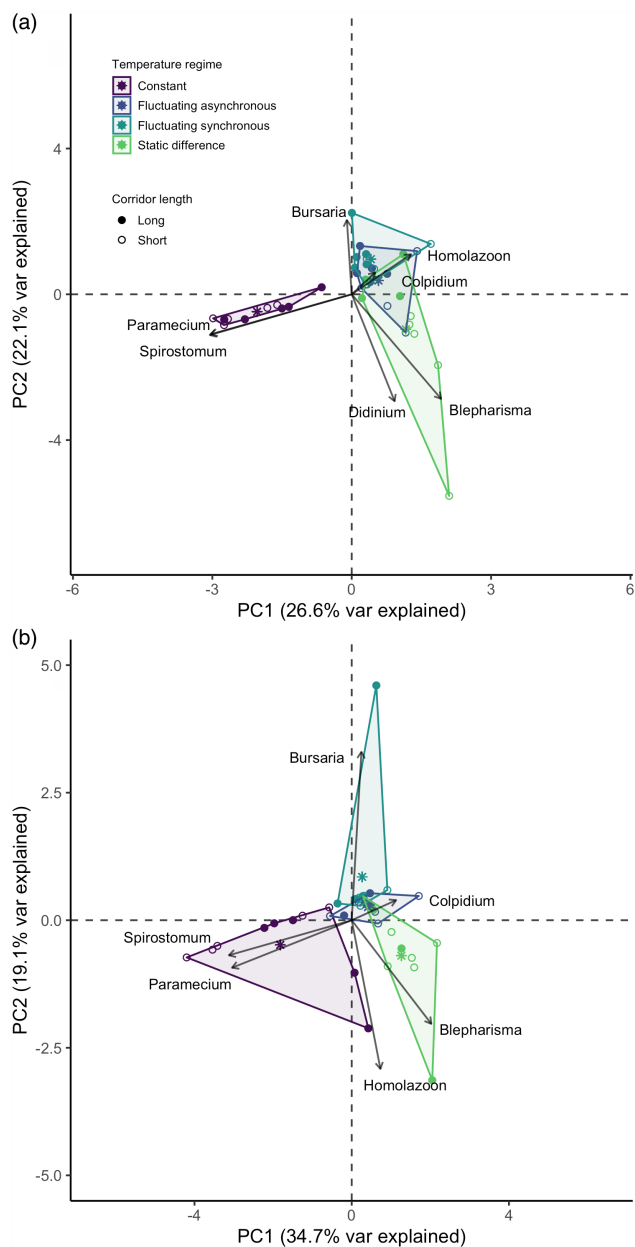 (a)
Temperature regime
Constant
Fluctuating asynchronous
Fluctuating synchronous
Static difference
Corridor length
Long
Short
4
0
-4
PC2 (22.1% var explained)
Bursaria
Homolazoon
Colpidium
Paramecium
Spirostomum
Didinium
Blepharisma
-6
-3
0
3
6
PC1 (26.6% var explained)
(b)
5.0
2.5
0.0
-2.5
-5.0
PC2 (19.1% var explained)
Bursaria
Colpidium
Spirostomum
Paramecium
Blepharisma
Homolazoon
-4
0
4
PC1 (34.7% var explained)